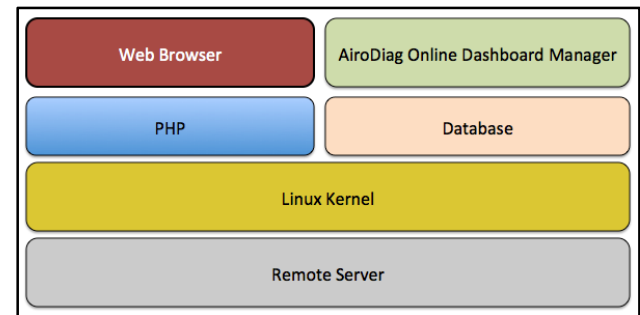 Web Browser
AiroDiag Online Dashboard Manager
PHP
Database
Linux Kernel
Remote Server